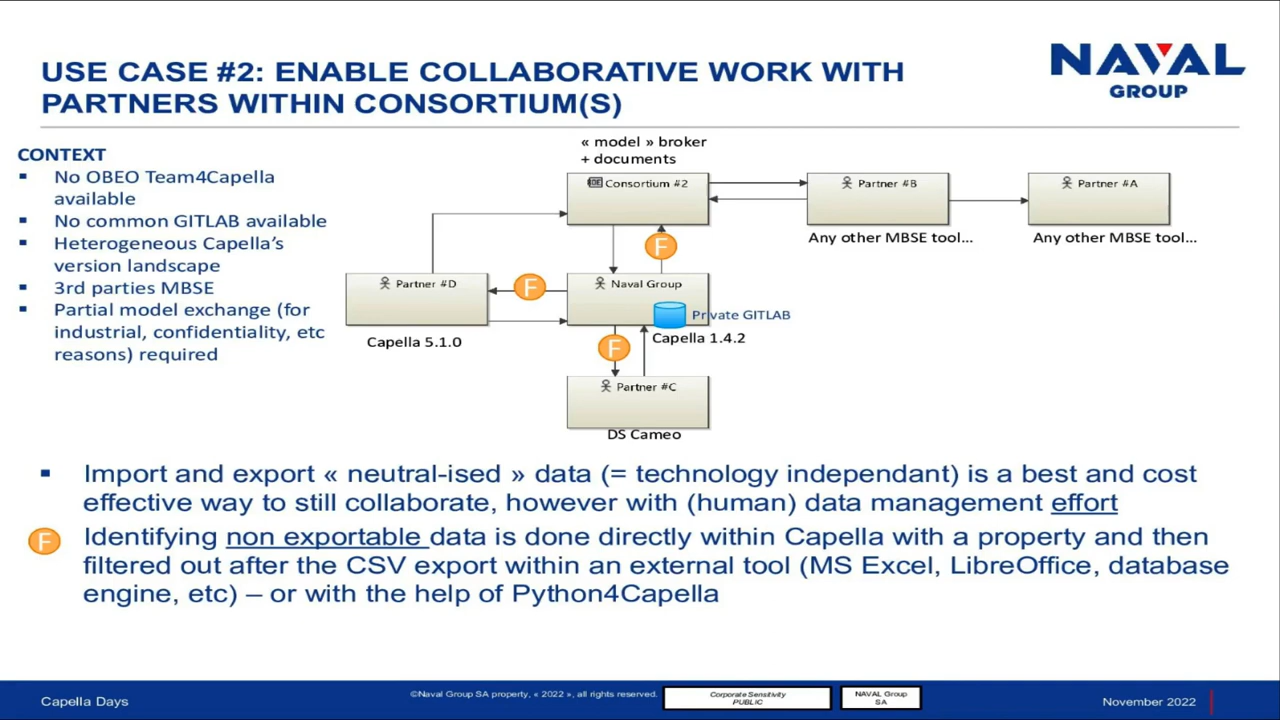 USE CASE #2: ENABLE COLLABORATIVE WORK WITH
PARTNERS WITHIN CONSORTIUM(S)
NAVAL
GROUP
CONTEXT
▪ No OBEO Team4Capella
available
▪ No common GITLAB available
▪ Heterogeneous Capella's
version landscape
▪ 3rd parties MBSE
▪ Partial model exchange (for
industrial, confidentiality, etc
reasons) required
« model » broker
+ documents
Consortium #2
Partner #B
Partner #A
Any other MBSE tool...
Any other MBSE tool...
F
Partner #D
F
Naval Group
Private GITLAB
Capella 5.1.0
Capella 1.4.2
F
Partner #C
DS Cameo
▪ Import and export « neutral-ised » data (= technology independant) is a best and cost
effective way to still collaborate, however with (human) data management effort
F Identifying non exportable data is done directly within Capella with a property and then
filtered out after the CSV export within an external tool (MS Excel, LibreOffice, database
engine, etc) – or with the help of Python4Capella
Capella Days
©Naval Group SA property, « 2022 », all rights reserved.
Corporate Sensitivity
PUBLIC
NAVAL Group
SA
November 2022